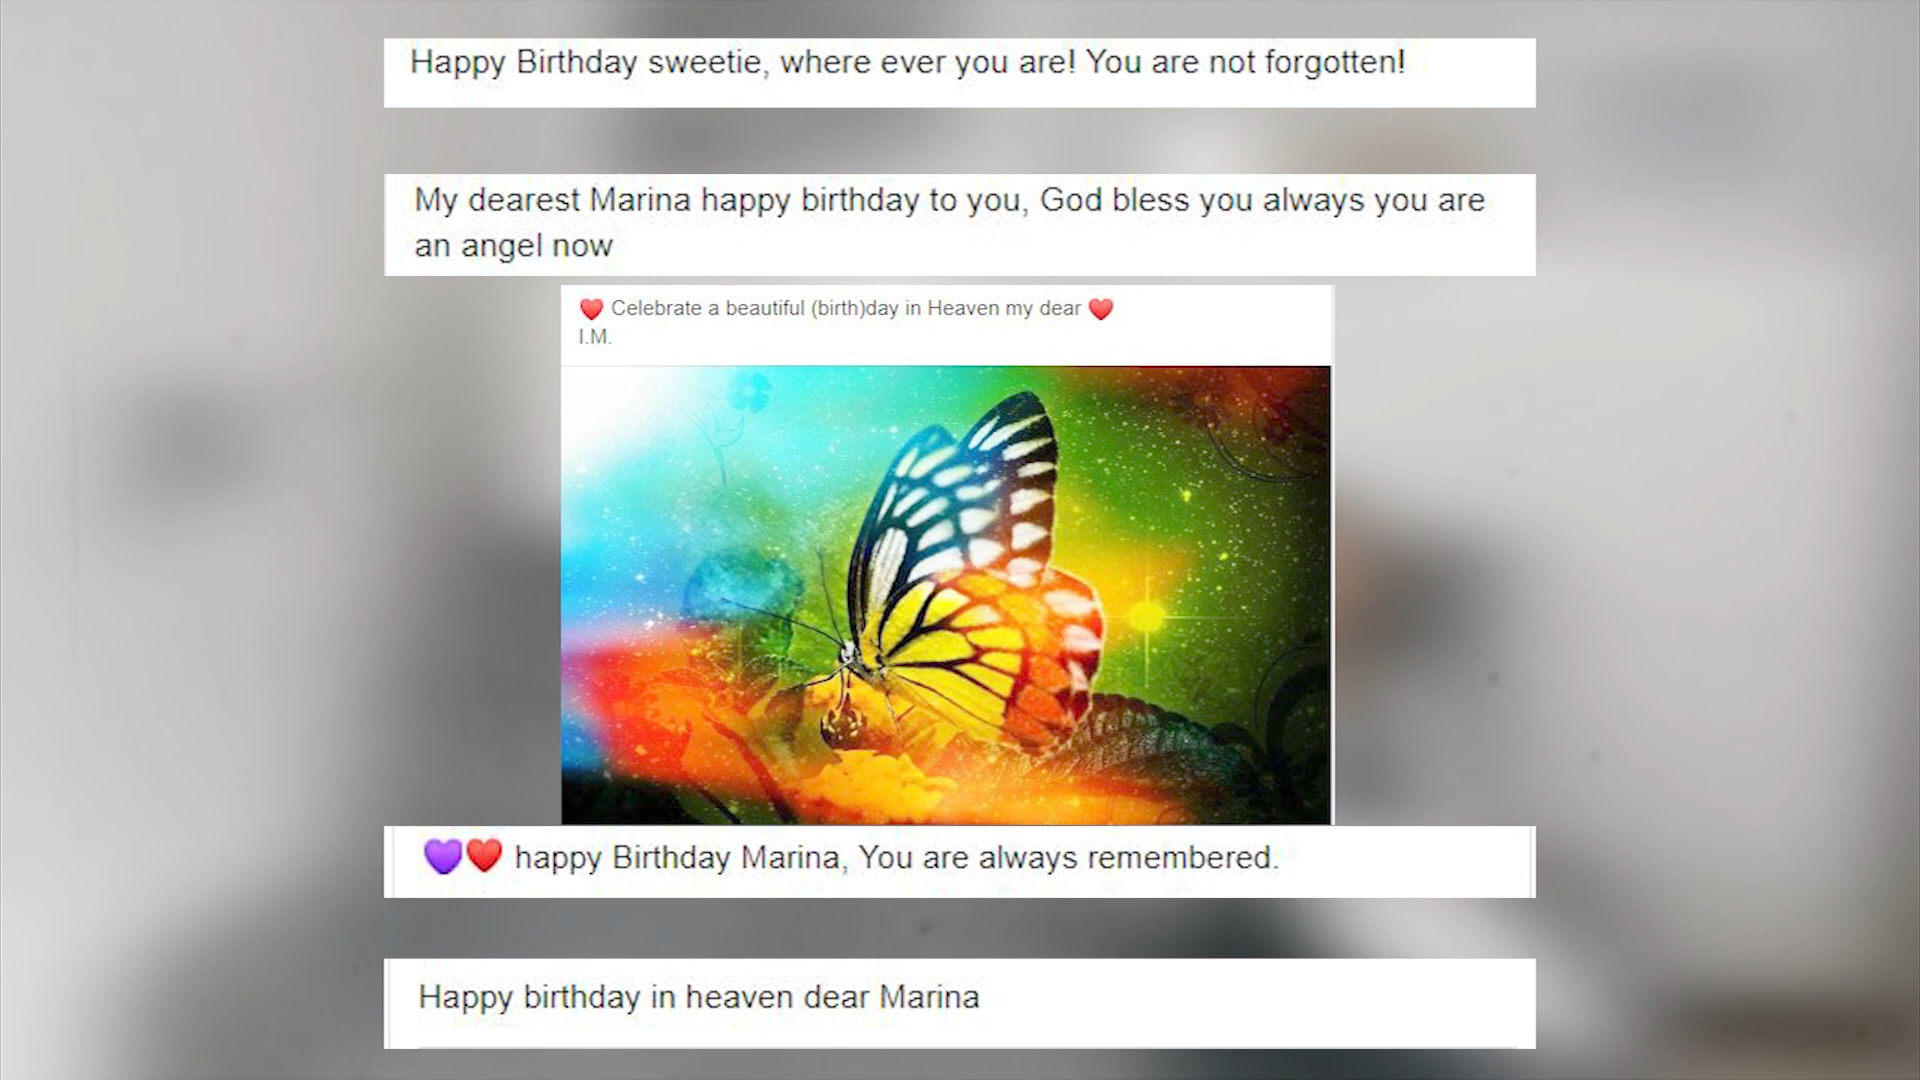 Happy Birthday sweetie, where ever you are! You are not forgotten!
My dearest Marina happy birthday to you, God bless you always you are
an angel now
❤️ Celebrate a beautiful (birth)day in Heaven my dear ❤️
I.M.
💜❤️ happy Birthday Marina, You are always remembered.
Happy birthday in heaven dear Marina